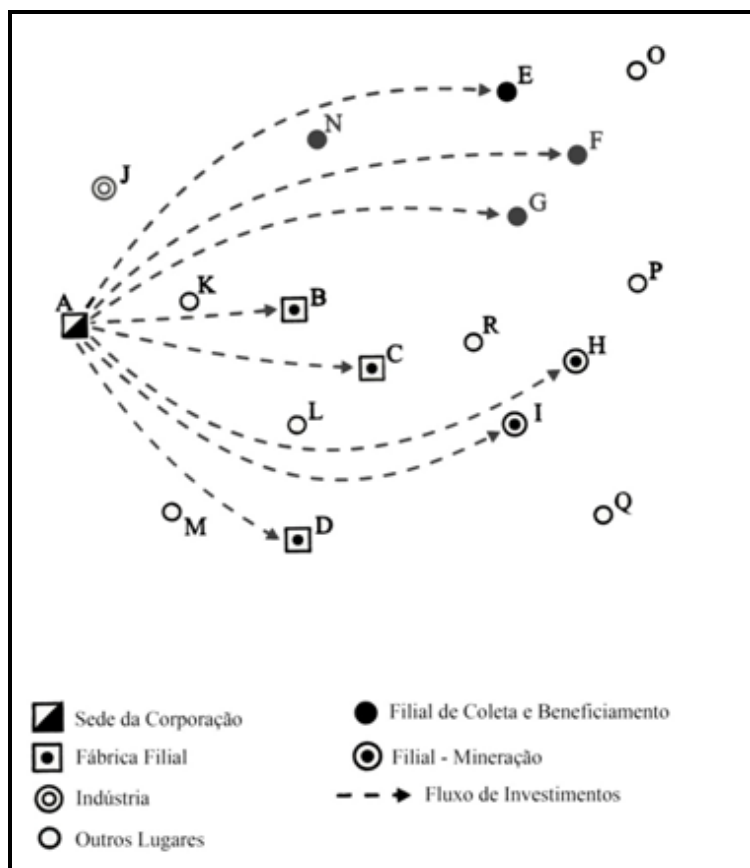 O
E
N
F
J
G
P
K
A
B
R
H
C
L
I
Q
M
D
Sede da Corporação
Filial de Coleta e Beneficiamento
Fábrica Filial
Filial - Mineração
Indústria
Fluxo de Investimentos
Outros Lugares